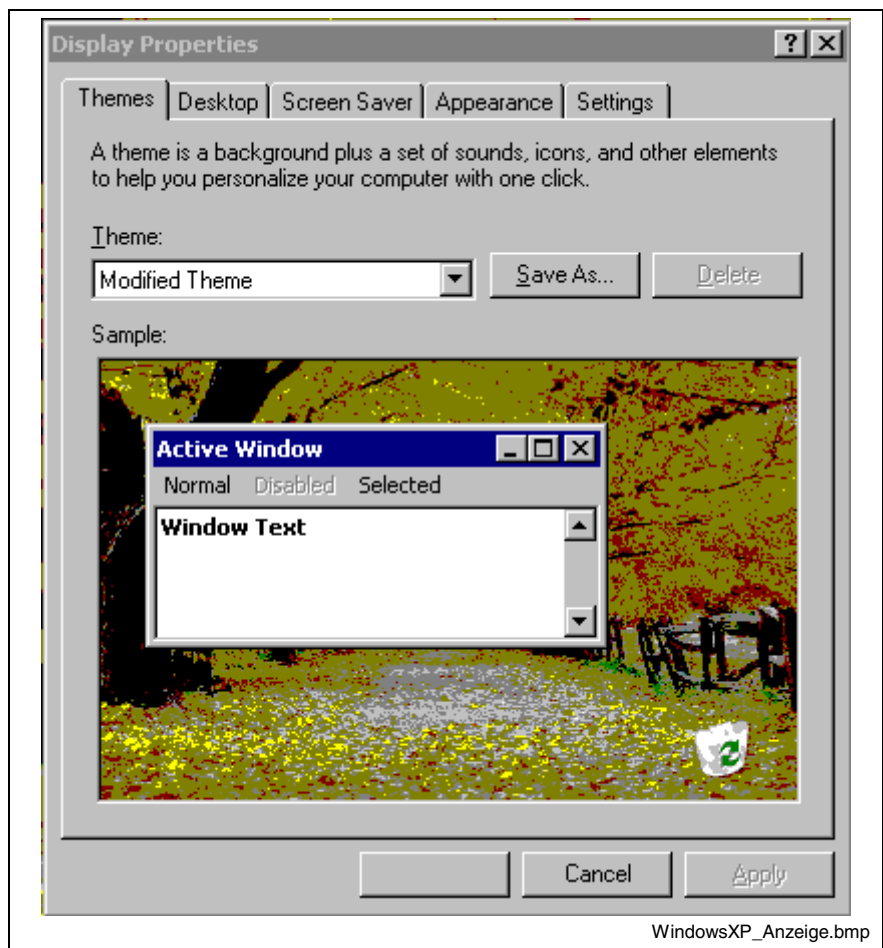 Display Properties
Themes Desktop Screen Saver Appearance Settings
A theme is a background plus a set of sounds, icons, and other elements
to help you personalize your computer with one click.
Theme:
Modified Theme Save As... Delete
Sample:
Active Window
Normal Disabled Selected
Window Text
Cancel Apply
WindowsXP_Anzeige.bmp